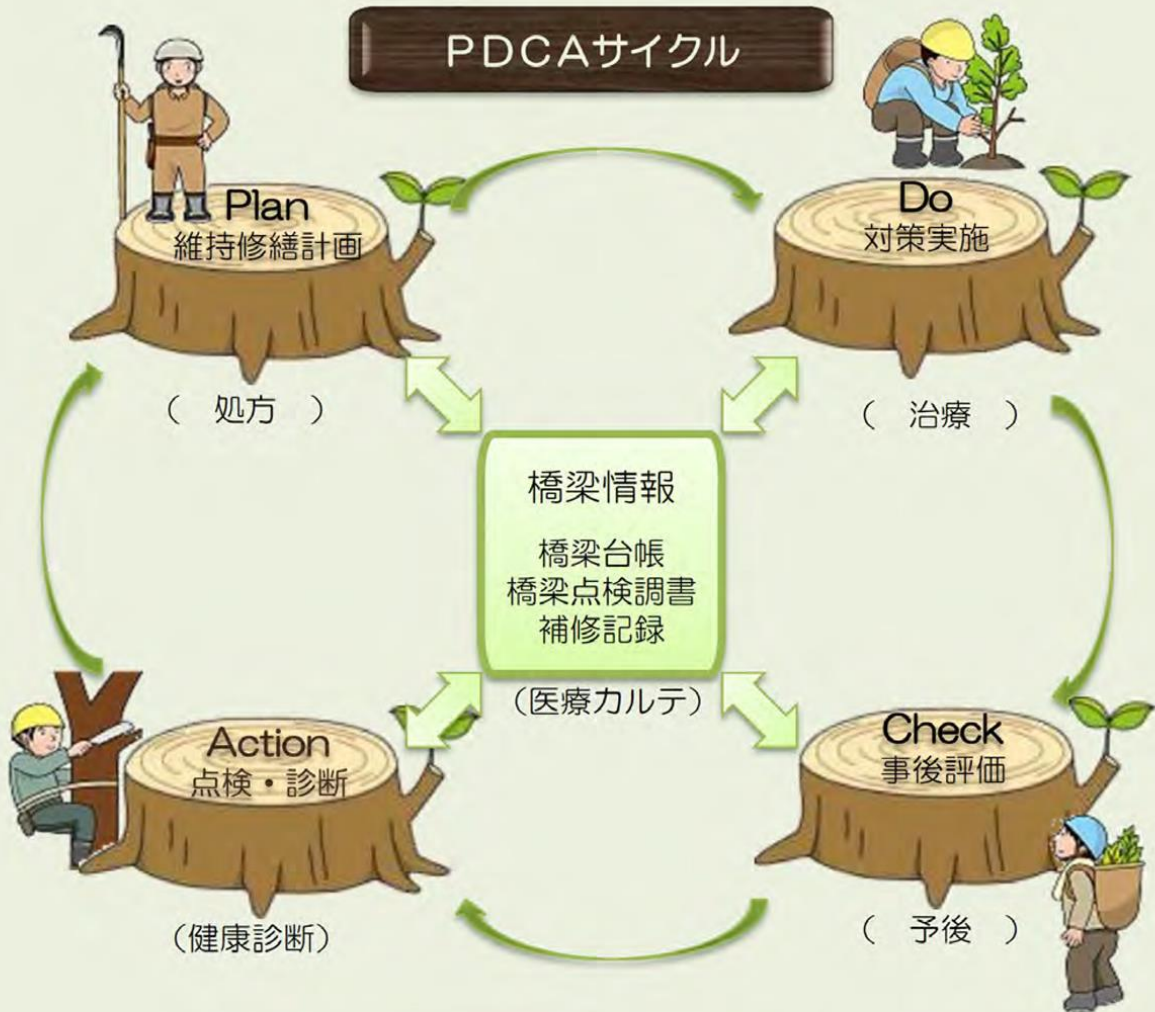 PDCAサイクル
Plan
維持修繕計画
( 処方 )
Do
対策実施
( 治療 )
橋梁情報
橋梁台帳
橋梁点検調書
補修記録
(医療カルテ)
Action
点検・診断
(健康診断)
Check
事後評価
( 予後 )